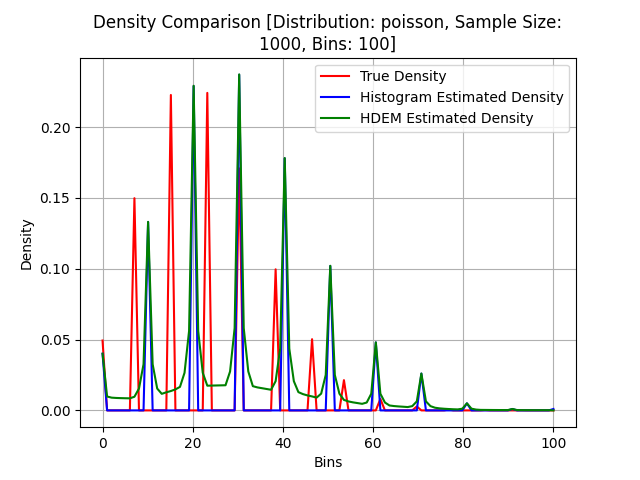 Density Comparison [Distribution: poisson, Sample Size:
1000, Bins: 100]
True Density
Histogram Estimated Density
HDEM Estimated Density
Density
0.20
0.15
0.10
0.05
0.00
0 20 40 60 80 100
Bins